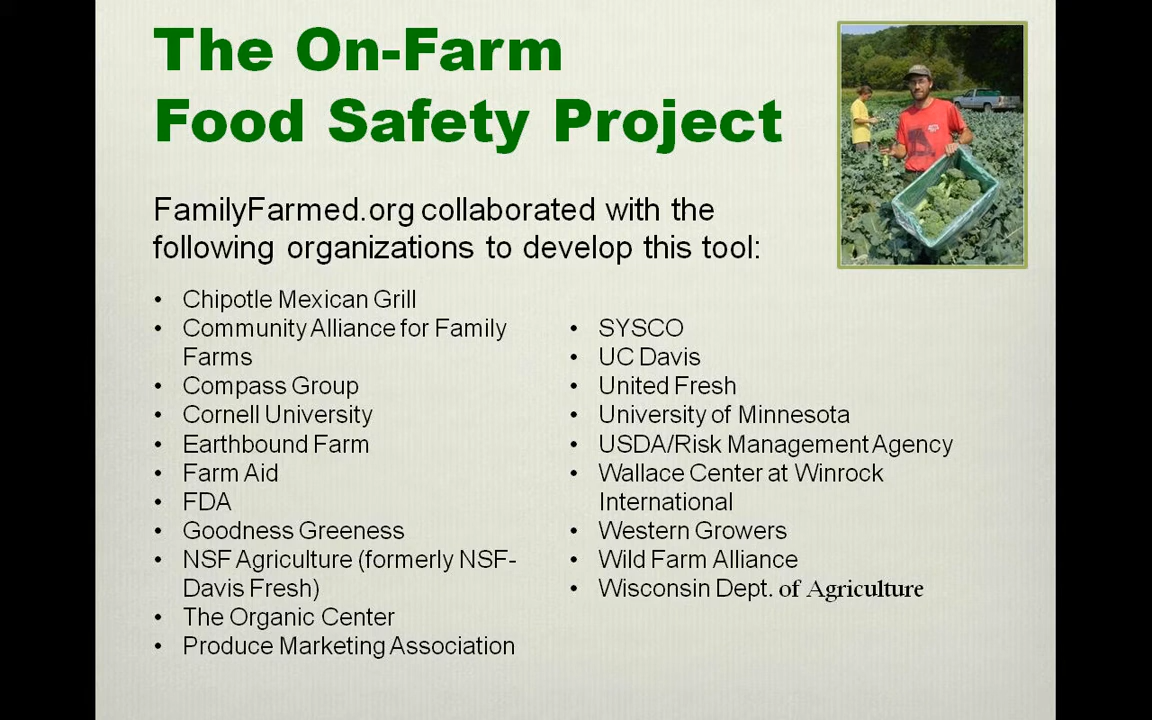 The On-Farm
Food Safety Project
FamilyFarmed.org collaborated with the
following organizations to develop this tool:
• Chipotle Mexican Grill
• Community Alliance for Family
Farms
• Compass Group
• Cornell University
• Earthbound Farm
• Farm Aid
• FDA
• Goodness Greeness
• NSF Agriculture (formerly NSF-
Davis Fresh)
• The Organic Center
• Produce Marketing Association
• SYSCO
• UC Davis
• United Fresh
• University of Minnesota
• USDA/Risk Management Agency
• Wallace Center at Winrock
International
• Western Growers
• Wild Farm Alliance
• Wisconsin Dept. of Agriculture